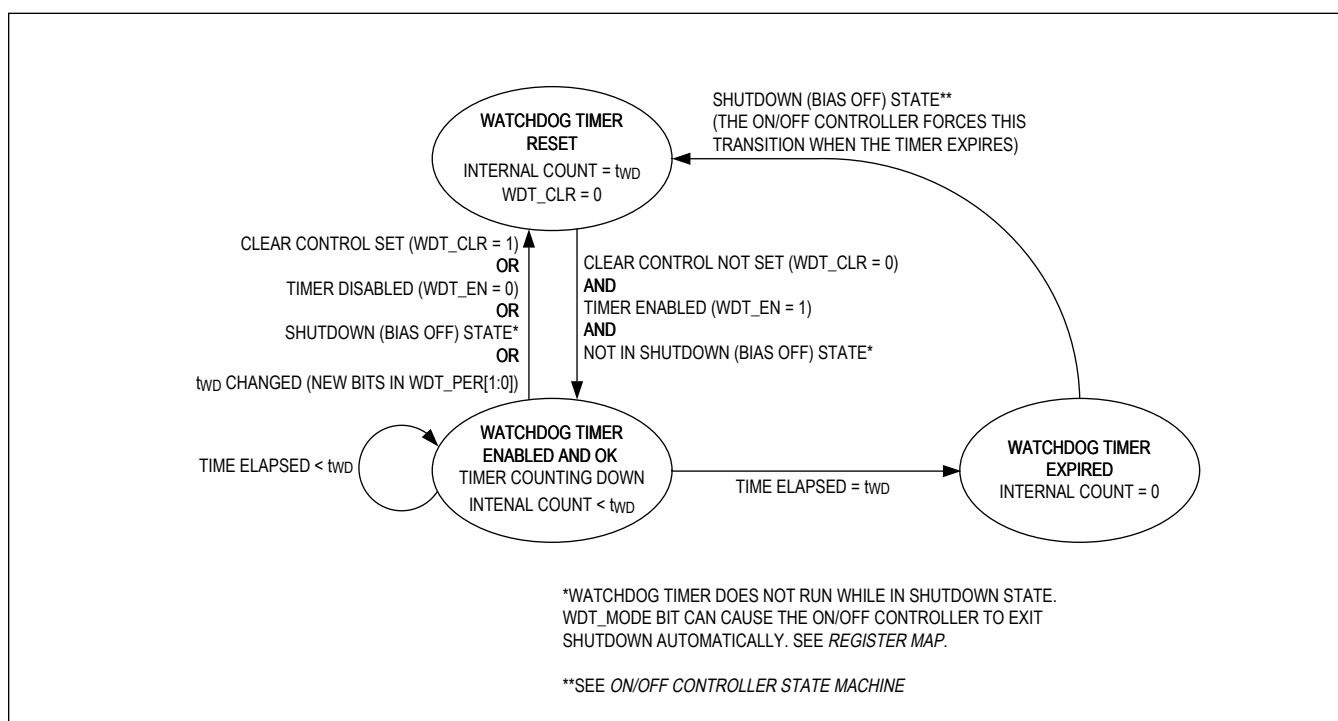 SHUTDOWN (BIAS OFF) STATE**
(THE ON/OFF CONTROLLER FORCES THIS
TRANSITION WHEN THE TIMER EXPIRES)
WATCHDOG TIMER
RESET
INTERNAL COUNT = tWD
WDT_CLR = 0
CLEAR CONTROL SET (WDT_CLR = 1)
OR
TIMER DISABLED (WDT_EN = 0)
OR
SHUTDOWN (BIAS OFF) STATE*
OR
tWD CHANGED (NEW BITS IN WDT_PER[1:0])
CLEAR CONTROL NOT SET (WDT_CLR = 0)
AND
TIMER ENABLED (WDT_EN = 1)
AND
NOT IN SHUTDOWN (BIAS OFF) STATE*
TIME ELAPSED < tWD
WATCHDOG TIMER
ENABLED AND OK
TIMER COUNTING DOWN
INTENAL COUNT < tWD
TIME ELAPSED = tWD
WATCHDOG TIMER
EXPIRED
INTERNAL COUNT = 0
*WATCHDOG TIMER DOES NOT RUN WHILE IN SHUTDOWN STATE.
WDT_MODE BIT CAN CAUSE THE ON/OFF CONTROLLER TO EXIT
SHUTDOWN AUTOMATICALLY. SEE REGISTER MAP.
**SEE ON/OFF CONTROLLER STATE MACHINE